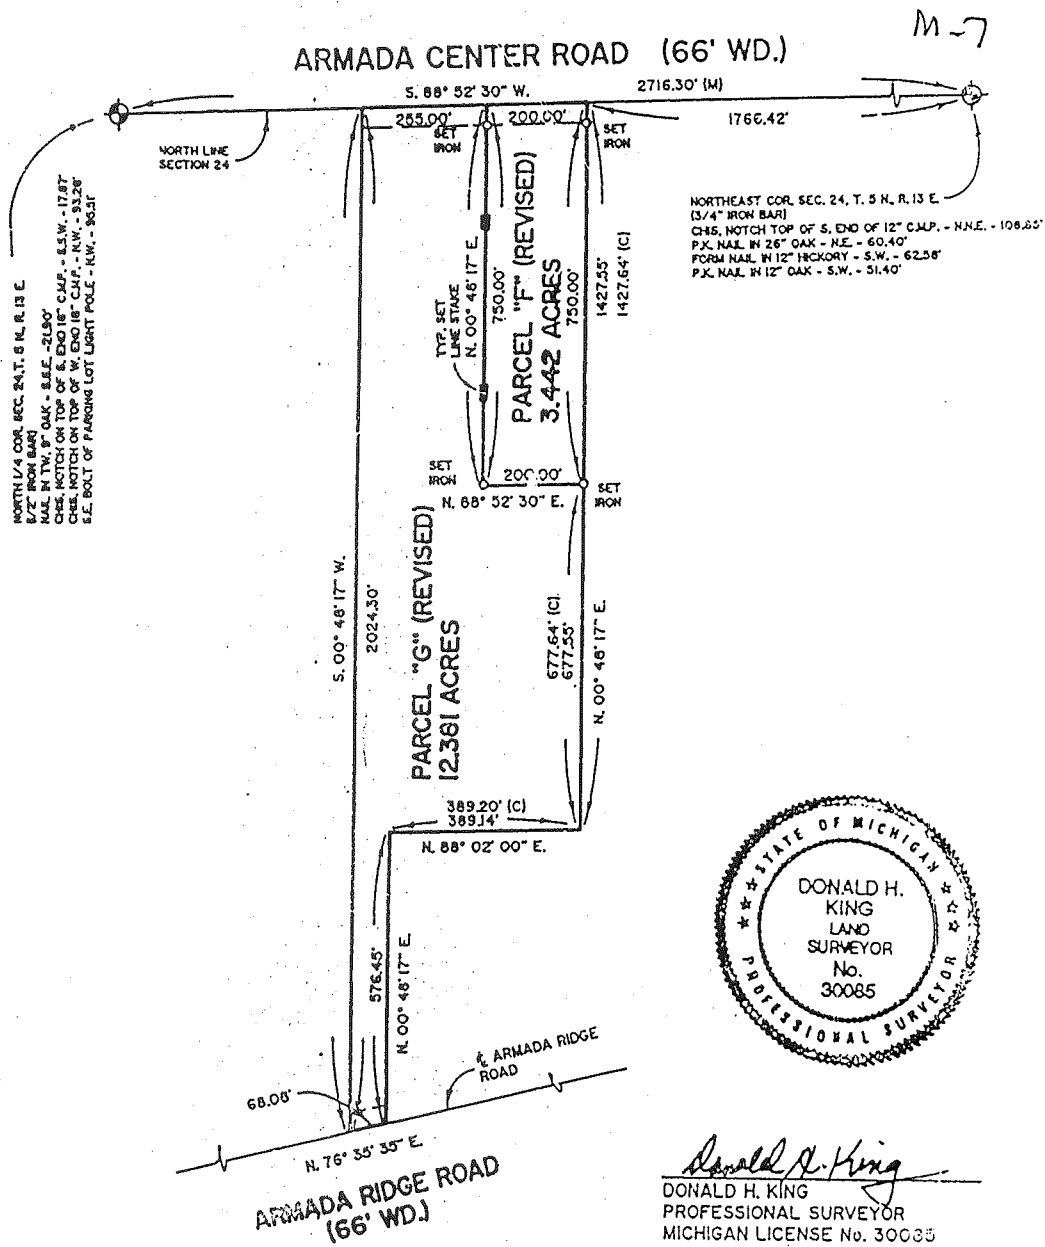 M-7
ARMADA CENTER ROAD (66' WD.)
S. 88° 52' 30" W.
2716.30' (M)
255.00'
200.00'
1766.42'
SET
IRON
SET
IRON
NORTH LINE
SECTION 24
NORTHEAST COR. SEC. 24, T. 5 N., R. 13 E.
(3/4" IRON BAR)
CHIS. NOTCH TOP OF S. END OF 12" C.M.P. - N.N.E. - 108.65'
P.K. NAIL IN 26" OAK - N.E. - 60.40'
FORM NAIL IN 12" HICKORY - S.W. - 62.58'
P.K. NAIL IN 12" OAK - S.W. - 51.40'
NORTH 1/4 COR. SEC. 24, T. 5 N., R. 13 E.
NAIL IN TW. 9" OAK - S.S.E. - 21.90'
CHIS. NOTCH ON TOP OF S. END 18" C.M.P. - S.S.W. - 17.87'
CHIS. NOTCH ON TOP OF W. END 18" C.M.P. - N.W. - 93.26'
S.E. BOLT OF PARKING LOT LIGHT POLE - N.W. - 96.51'
TYP. SET
LINE STAKE
N. 00° 48' 17" E.
750.00'
PARCEL "F" (REVISED)
3.442 ACRES
750.00'
1427.55'
1427.64' (C)
SET
IRON
200.00'
N. 88° 52' 30" E.
SET
IRON
S. 00° 48' 17" W.
2024.30'
PARCEL "G" (REVISED)
12.381 ACRES
677.64' (C)
677.55'
N. 00° 48' 17" E.
389.20' (C)
389.14'
N. 88° 02' 00" E.
576.45'
N. 00° 48' 17" E.
68.08'
℄ ARMADA RIDGE
ROAD
N. 76° 35' 35" E.
ARMADA RIDGE ROAD
(66' WD.)
STATE OF MICHIGAN
DONALD H.
KING
LAND
SURVEYOR
No.
30085
PROFESSIONAL SURVEYOR
Donald H. King
DONALD H. KING
PROFESSIONAL SURVEYOR
MICHIGAN LICENSE No. 30085